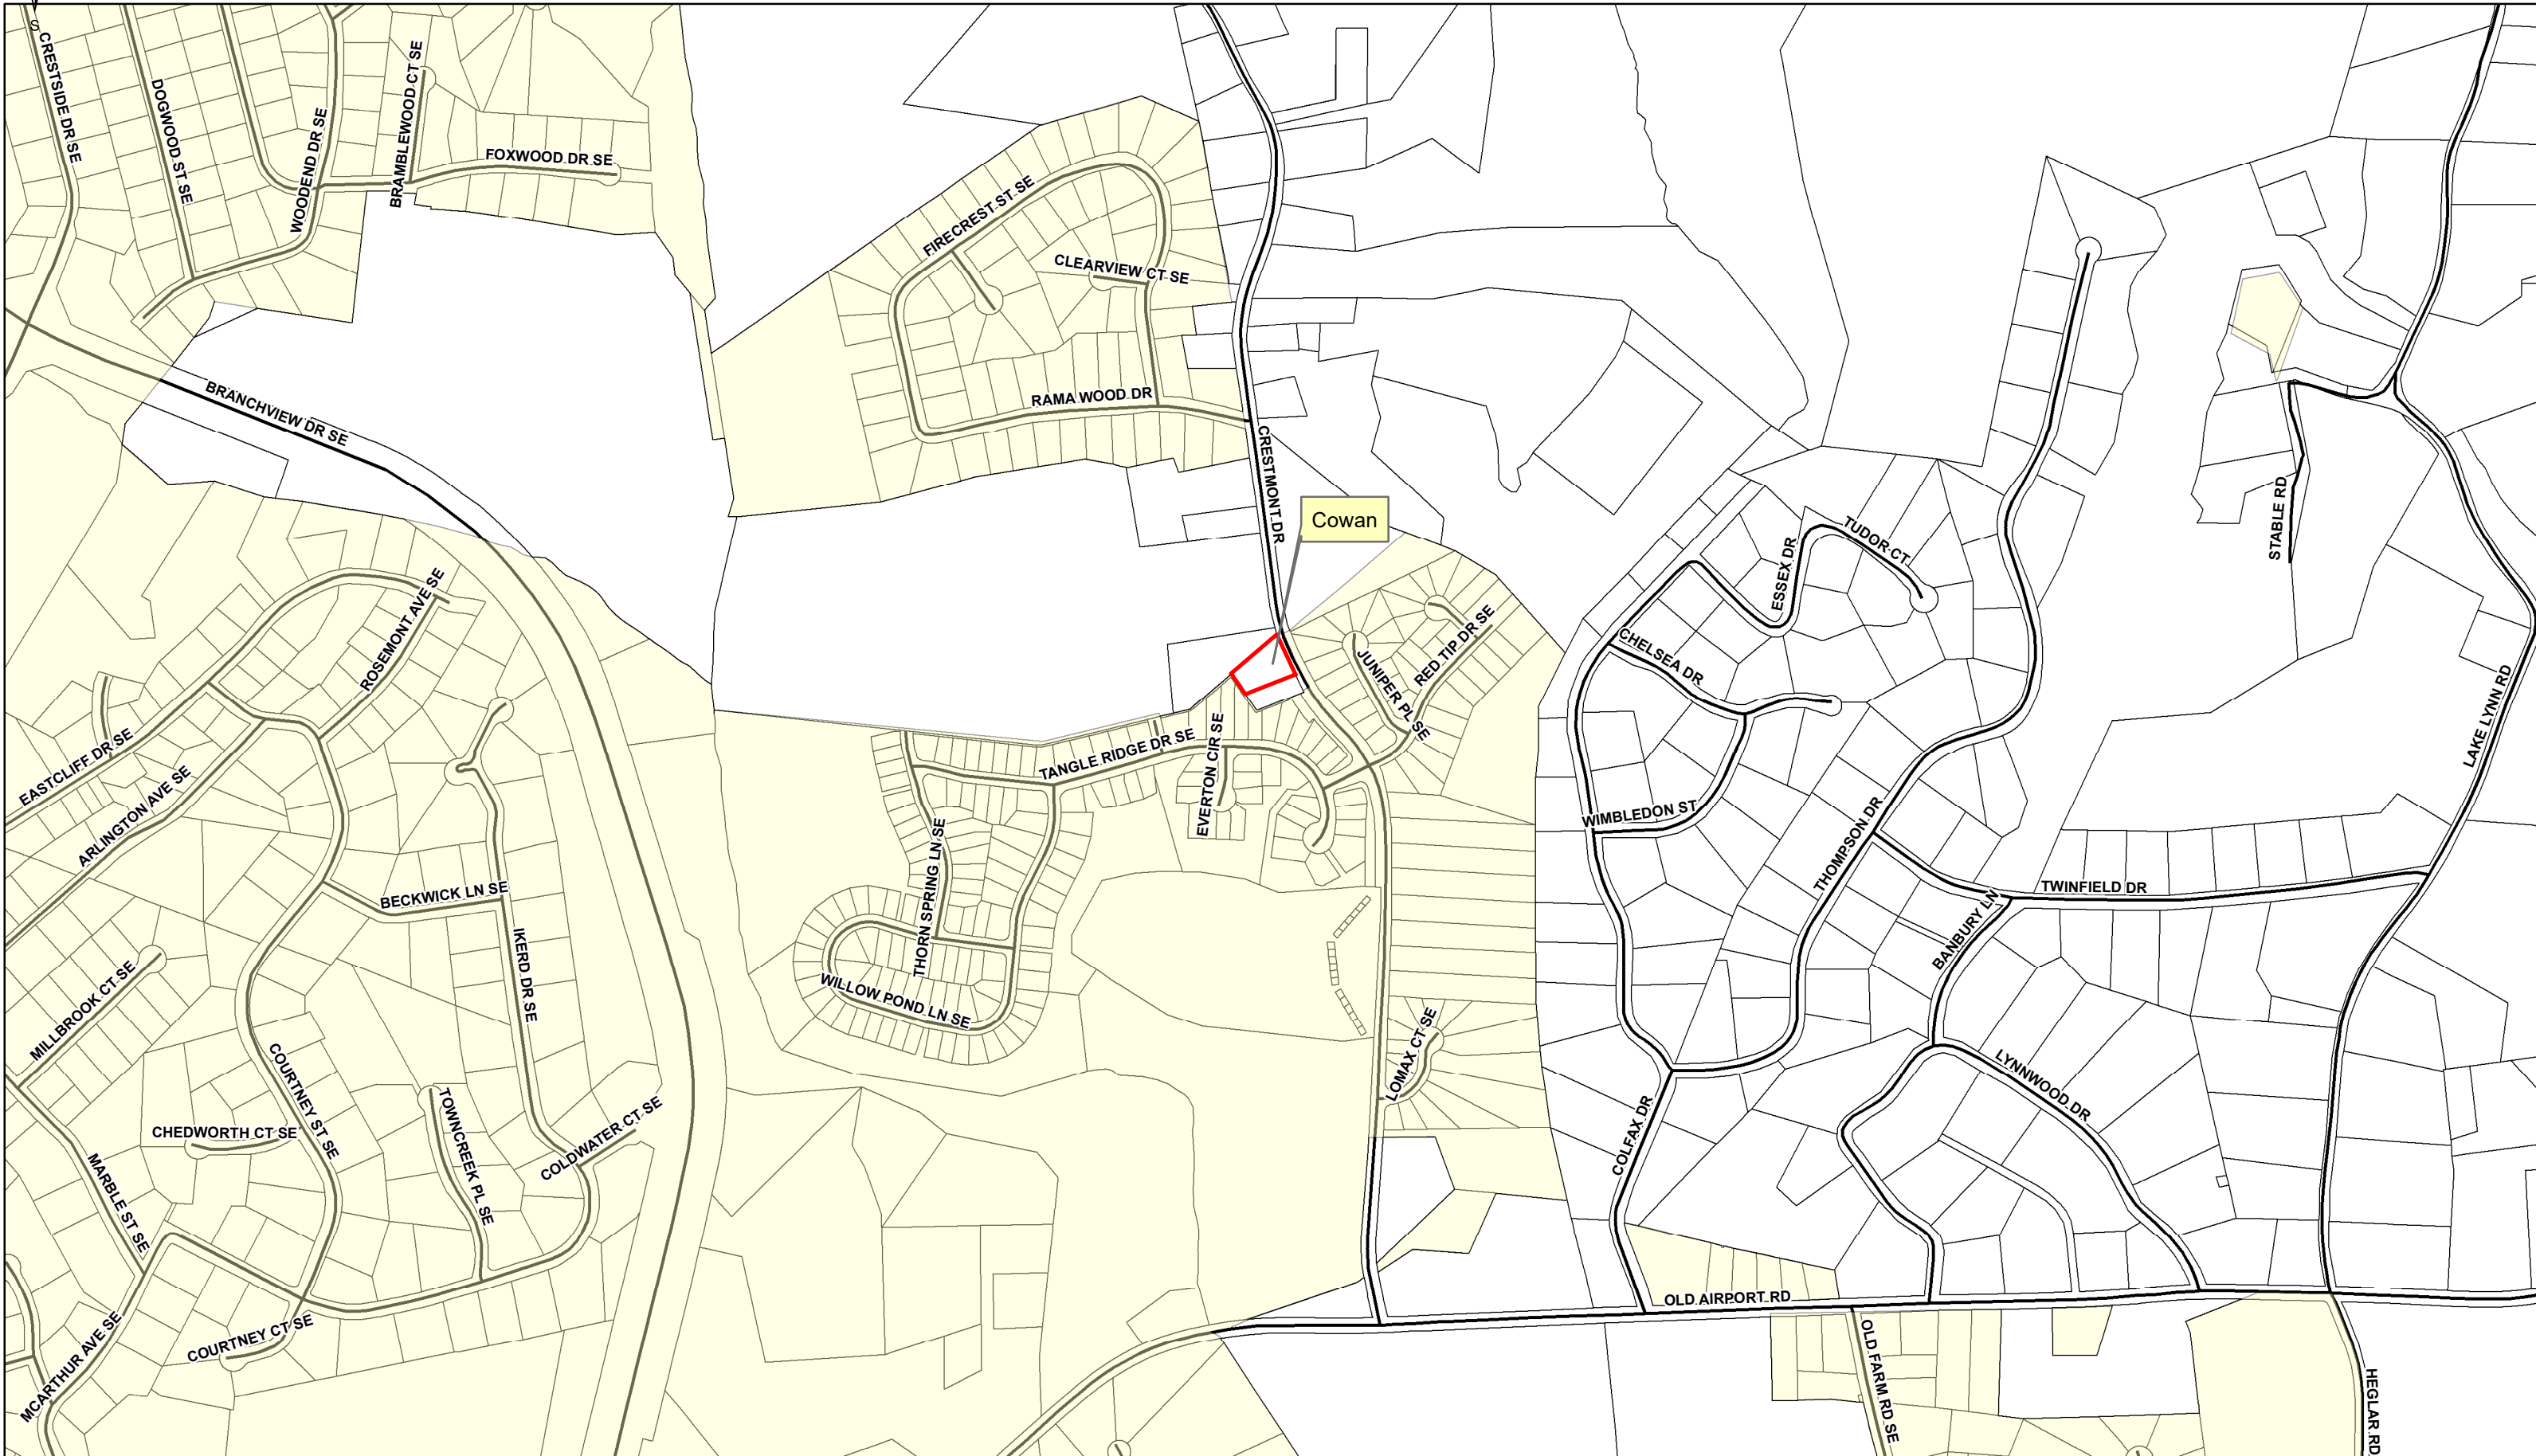 S
CRESTSIDE DR SE
DOGWOOD ST SE
WOODEND DR SE
BRAMBLEWOOD CT SE
FOXWOOD DR SE
FIRECREST ST SE
CLEARVIEW CT SE
RAMA WOOD DR
BRANCHVIEW DR SE
CRESTMONT DR
Cowan
STABLE RD
TUDOR CT
ESSEX DR
ROSEMONT AVE SE
RED TIP DR SE
JUNIPER PL SE
CHELSEA DR
LAKE LYNN RD
EASTCLIFF DR SE
ARLINGTON AVE SE
TANGLE RIDGE DR SE
EVERTON CIR SE
WIMBLEDON ST
THOMPSON DR
THORN SPRING LN SE
BECKWICK LN SE
TWINFIELD DR
BANBURY LN
IKERD DR SE
MILLBROOK CT SE
WILLOW POND LN SE
LOMAX CT SE
LYNNWOOD DR
COURTNEY ST SE
TOWNCREEK PL SE
COLDWATER CT SE
CHEDWORTH CT SE
COLFAX DR
MARBLE ST SE
OLD AIRPORT RD
COURTNEY CT SE
MCARTHUR AVE SE
OLD FARM RD SE
HEGLAR RD